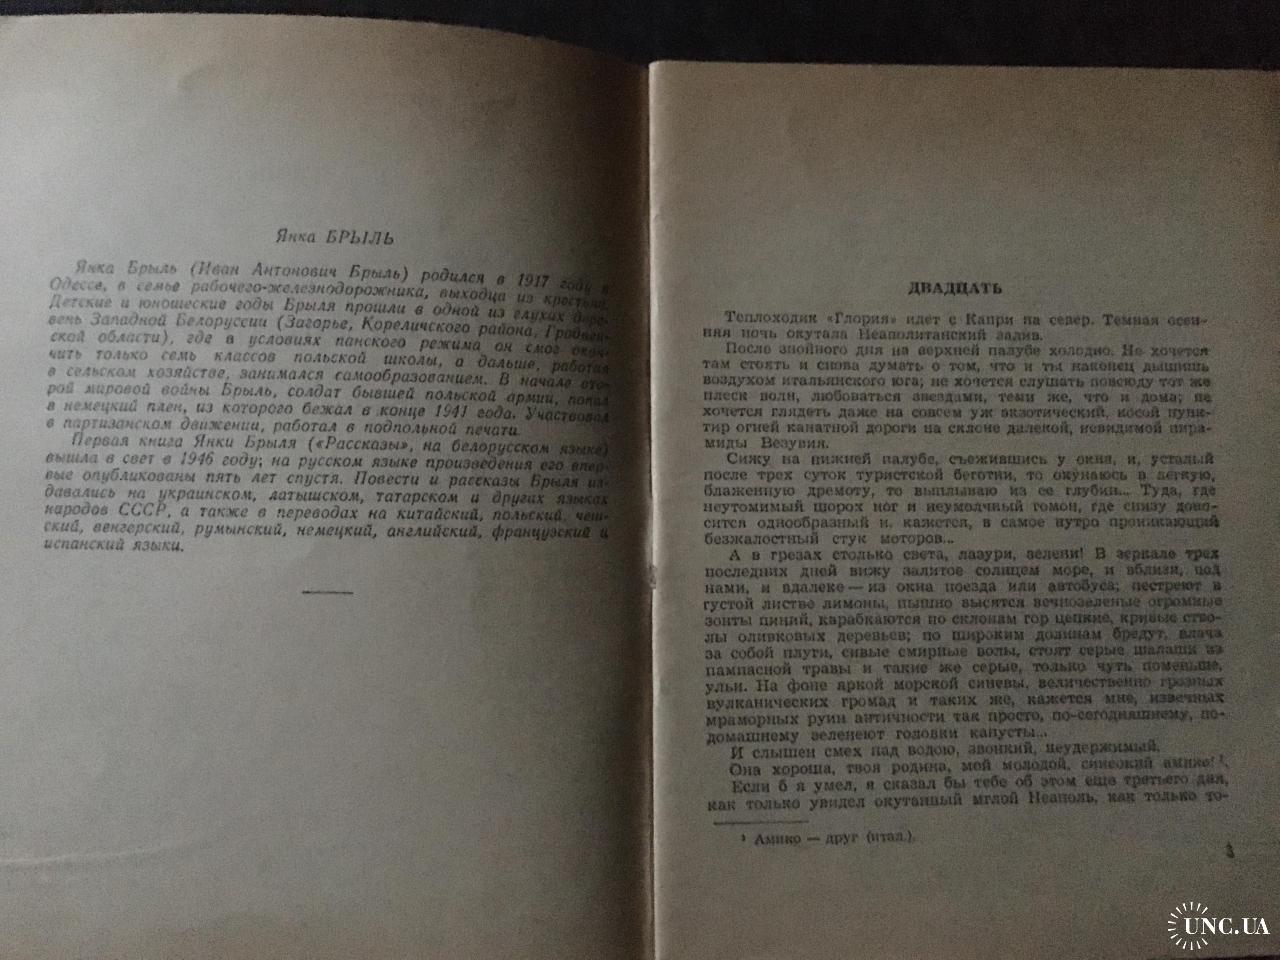 Янка БРЫЛЬ
Янка Брыль (Иван Антонович Брыль) родился в 1917 году в
Одессе, в семье рабочего-железнодорожника, выходца из крестьян.
Детские и юношеские годы Брыля прошли в одной из глухих дере-
вень Западной Белоруссии (Загорье, Кореличского района, Гроднен-
ской области), где в условиях панского режима он смог окон-
чить только семь классов польской школы, а дальше, работая
в сельском хозяйстве, занимался самообразованием. В начале вто-
рой мировой войны Брыль, солдат бывшей польской армии, попал
в немецкий плен, из которого бежал в конце 1941 года. Участвовал
в партизанском движении, работал в подпольной печати.
Первая книга Янки Брыля («Рассказы», на белорусском языке)
вышла в свет в 1946 году; на русском языке произведения его впер-
вые опубликованы пять лет спустя. Повести и рассказы Брыля из-
давались на украинском, латышском, татарском и других языках
народов СССР, а также в переводах на китайский, польский, чеш-
ский, венгерский, румынский, немецкий, английский, французский и
испанский языки.
ДВАДЦАТЬ
Теплоходик «Глория» идет с Капри на север. Темная осен-
няя ночь окутала Неаполитанский залив.
После знойного дня на верхней палубе холодно. Не хочется
там стоять и снова думать о том, что и ты наконец дышишь
воздухом итальянского юга; не хочется слушать повсюду тот же
плеск волн, любоваться звездами, теми же, что и дома; не
хочется глядеть даже на совсем уж экзотический, косой пунк-
тир огней канатной дороги на склоне далекой, невидимой пира-
миды Везувия.
Сижу на нижней палубе, съежившись у окна, и, усталый
после трех суток туристской беготни, то окунаюсь в легкую,
блаженную дремоту, то выплываю из ее глубин... Туда, где
неутомимый шорох ног и неумолчный гомон, где снизу доно-
сится однообразный и, кажется, в самое нутро проникающий
безжалостный стук моторов...
А в грезах столько света, лазури, зелени! В зеркале трех
последних дней вижу залитое солнцем море, и вблизи, под
нами, и вдалеке — из окна поезда или автобуса; пестреют в
густой листве лимоны, пышно высятся вечнозеленые огромные
зонты пиний, карабкаются по склонам гор цепкие, кривые ство-
лы оливковых деревьев; по широким долинам бредут, влача
за собой плуги, сивые смирные волы, стоят серые шалаши из
пампасной травы и такие же серые, только чуть поменьше,
ульи. На фоне яркой морской синевы, величественно грозных
вулканических громад и таких же, кажется мне, извечных
мраморных руин античности так просто, по-сегодняшнему, по-
домашнему зеленеют головки капусты...
И слышен смех над водою, звонкий, неудержимый.
Она хороша, твоя родина, мой молодой, синеокий амико! ¹.
Если б я умел, я сказал бы тебе об этом еще третьего дня,
как только увидел окутанный мглой Неаполь, как только то-
¹ Амико — друг (итал.).
3
UNC.UA